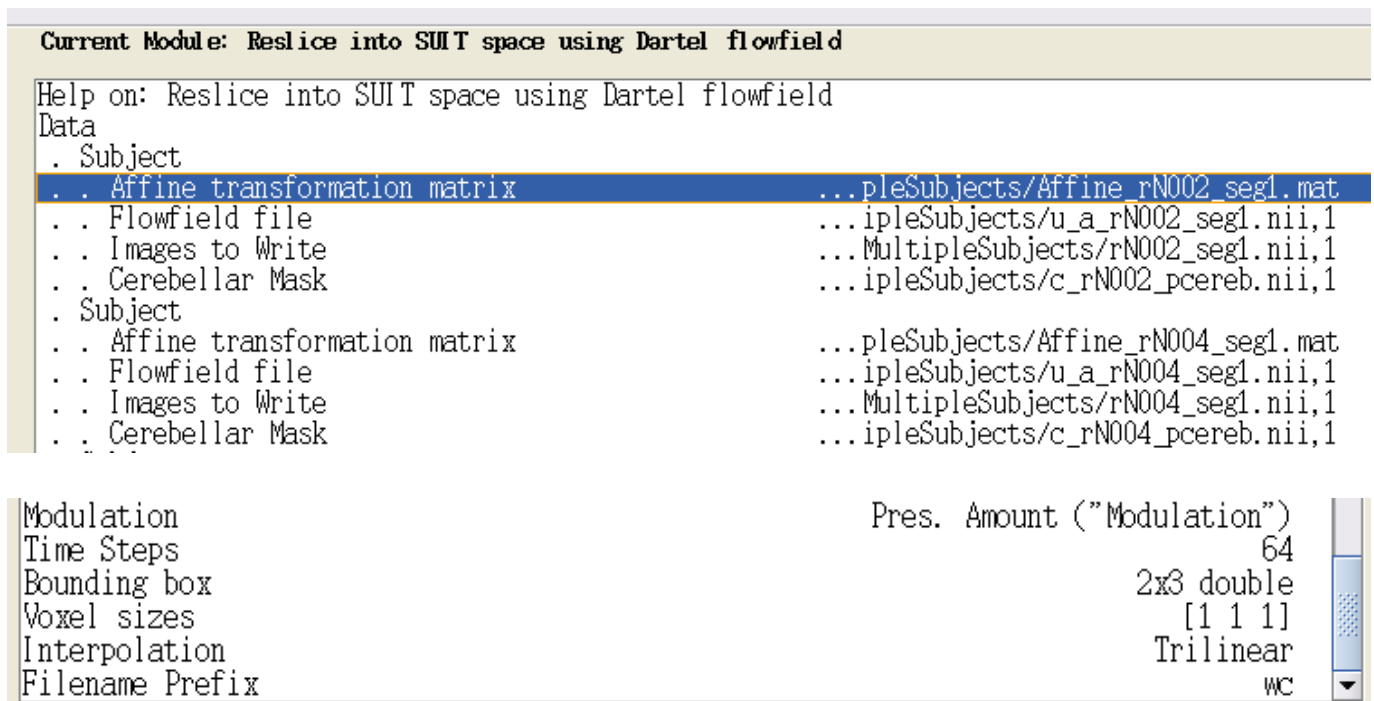 Current Module: Reslice into SUIT space using Dartel flowfield
Help on: Reslice into SUIT space using Dartel flowfield
Data
. Subject
. . Affine transformation matrix ...pleSubjects/Affine_rN002_seg1.mat
. . Flowfield file ...ipleSubjects/u_a_rN002_seg1.nii,1
. . Images to Write ...MultipleSubjects/rN002_seg1.nii,1
. . Cerebellar Mask ...ipleSubjects/c_rN002_pcereb.nii,1
. Subject
. . Affine transformation matrix ...pleSubjects/Affine_rN004_seg1.mat
. . Flowfield file ...ipleSubjects/u_a_rN004_seg1.nii,1
. . Images to Write ...MultipleSubjects/rN004_seg1.nii,1
. . Cerebellar Mask ...ipleSubjects/c_rN004_pcereb.nii,1
Modulation Pres. Amount ("Modulation")
Time Steps 64
Bounding box 2x3 double
Voxel sizes [1 1 1]
Interpolation Trilinear
Filename Prefix wc